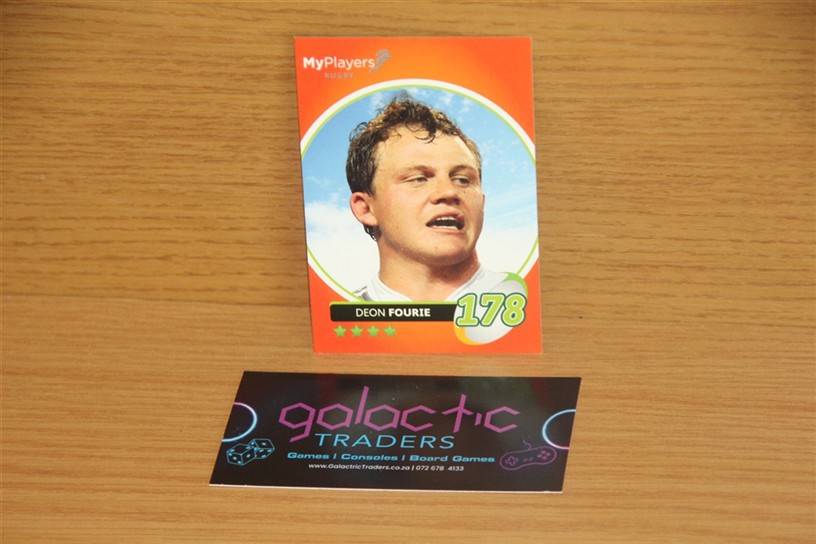 MyPlayers
RUGBY
DEON FOURIE
178
galactic
TRADERS
Games | Consoles | Board Games
www.GalacticTraders.co.za | 072 678 4133